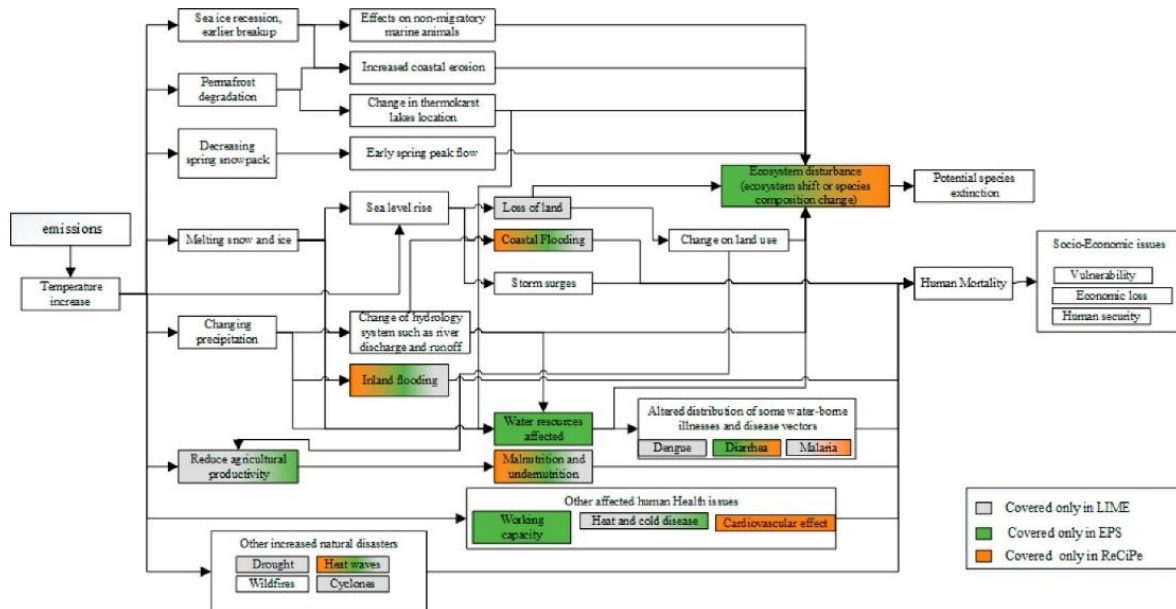 Sea ice recession,
earlier breakup
Effects on non-migratory
marine animals
Increased coastal erosion
Permafrost
degradation
Change in thermokarst
lakes location
Decreasing
spring snowpack
Early spring peak flow
Ecosystem disturbance
(ecosystem shift or species
composition change)
Potential species
extinction
emissions
Temperature
increase
Sea level rise
Loss of land
Melting snow and ice
Coastal Flooding
Change on land use
Storm surges
Human Mortality
Socio-Economic issues
Vulnerability
Economic loss
Human security
Changing
precipitation
Change of hydrology
system such as river
discharge and runoff
Inland flooding
Water resources
affected
Altered distribution of some water-borne
illnesses and disease vectors
Dengue
Diarrhea
Malaria
Reduce agricultural
productivity
Malnutrition and
undernutrition
Other affected human Health issues
Working
capacity
Heat and cold disease
Cardiovascular effect
Other increased natural disasters
Drought
Heat waves
Wildfires
Cyclones
Covered only in LIME
Covered only in EPS
Covered only in ReCiPe